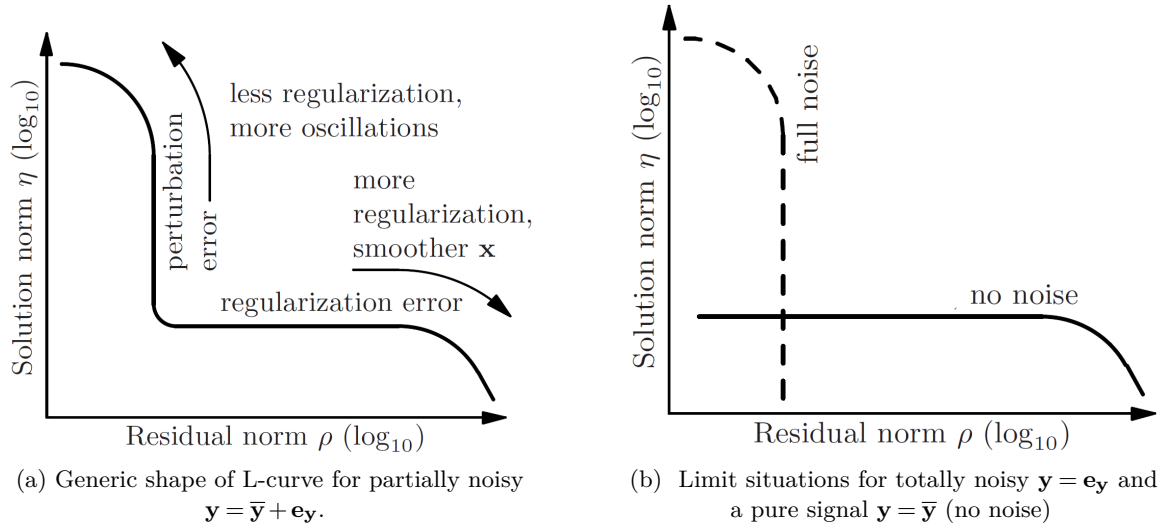 Solution norm η (log₁₀)
less regularization,
more oscillations
perturbation
error
more
regularization,
smoother **x**
regularization error
Residual norm ρ (log₁₀)
(a) Generic shape of L-curve for partially noisy
**y** = **y̅** + **e**_**y**.
Solution norm η (log₁₀)
full noise
no noise
Residual norm ρ (log₁₀)
(b) Limit situations for totally noisy **y** = **e**_**y** and
a pure signal **y** = **y̅** (no noise)